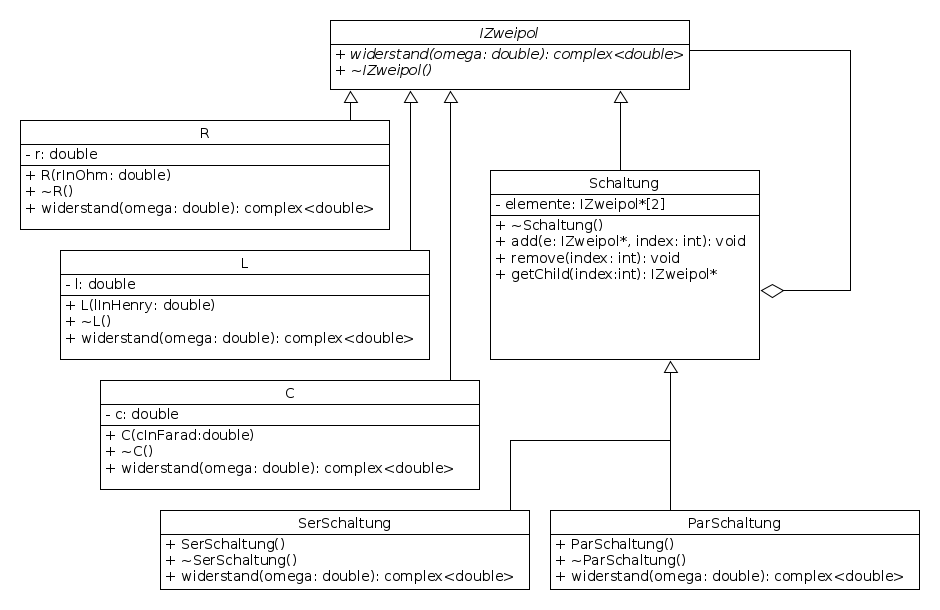 IZweipol
+ widerstand(omega: double): complex<double>
+ ~IZweipol()
R
- r: double
+ R(rInOhm: double)
+ ~R()
+ widerstand(omega: double): complex<double>
Schaltung
- elemente: IZweipol*[2]
+ ~Schaltung()
+ add(e: IZweipol*, index: int): void
+ remove(index: int): void
+ getChild(index:int): IZweipol*
L
- l: double
+ L(lInHenry: double)
+ ~L()
+ widerstand(omega: double): complex<double>
C
- c: double
+ C(cInFarad:double)
+ ~C()
+ widerstand(omega: double): complex<double>
SerSchaltung
+ SerSchaltung()
+ ~SerSchaltung()
+ widerstand(omega: double): complex<double>
ParSchaltung
+ ParSchaltung()
+ ~ParSchaltung()
+ widerstand(omega: double): complex<double>